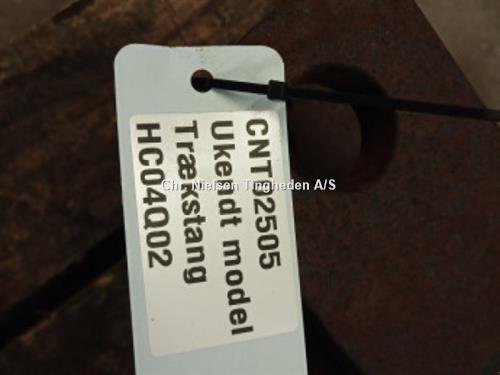 Ukendt model
Trækstang
HC04Q02
Chr. Nielsen Tingheden A/S